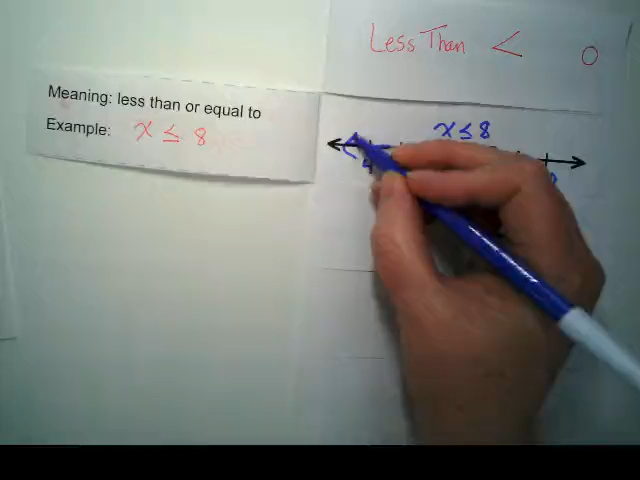 Less Than < O
Meaning: less than or equal to
Example: x ≤ 8
x ≤ 8